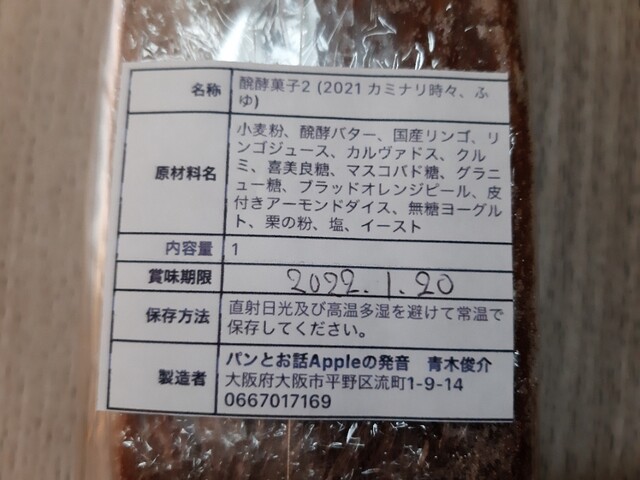 名称 醗酵菓子2 (2021 カミナリ時々、ふ
ゆ)
原材料名 小麦粉、醗酵バター、国産リンゴ、リ
ンゴジュース、カルヴァドス、クル
ミ、喜美良糖、マスコバド糖、グラニ
ュー糖、ブラッドオレンジピール、皮
付きアーモンドダイス、無糖ヨーグル
ト、栗の粉、塩、イースト
内容量 1
賞味期限 2022.1.20
保存方法 直射日光及び高温多湿を避けて常温で
保存してください。
製造者 パンとお話Appleの発音 青木俊介
大阪府大阪市平野区流町1-9-14
0667017169